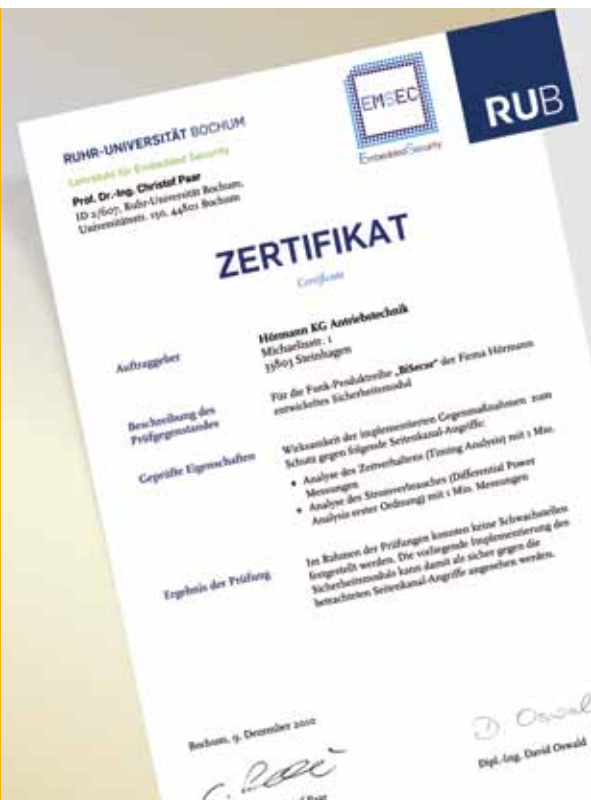 RUHR-UNIVERSITÄT BOCHUM
Lehrstuhl für Embedded Security
Prof. Dr.-Ing. Christof Paar
ID 2/607, Ruhr-Universität Bochum,
Universitätsstr. 150, 44801 Bochum
EMSEC
Embedded Security
RUB
ZERTIFIKAT
Certificate
Auftraggeber
Hörmann KG Antriebstechnik
Michaelisstr. 1
33803 Steinhagen
Beschreibung des
Prüfgegenstandes
Für die Funk-Produktreihe „BiSecur“ der Firma Hörmann
entwickeltes Sicherheitsmodul
Geprüfte Eigenschaften
Wirksamkeit der implementierten Gegenmaßnahmen zum
Schutz gegen folgende Seitenkanal-Angriffe:
• Analyse des Zeitverhaltens (Timing Analysis) mit 1 Mio.
Messungen
• Analyse des Stromverbrauches (Differential Power
Analysis erster Ordnung) mit 1 Mio. Messungen
Ergebnis der Prüfung
Im Rahmen der Prüfungen konnten keine Schwachstellen
festgestellt werden. Die vorliegende Implementierung des
Sicherheitsmoduls kann damit als sicher gegen die
betrachteten Seitenkanal-Angriffe angesehen werden.
Bochum, 9. Dezember 2010
D. Oswal
Dipl.-Ing. David Oswald
Paar